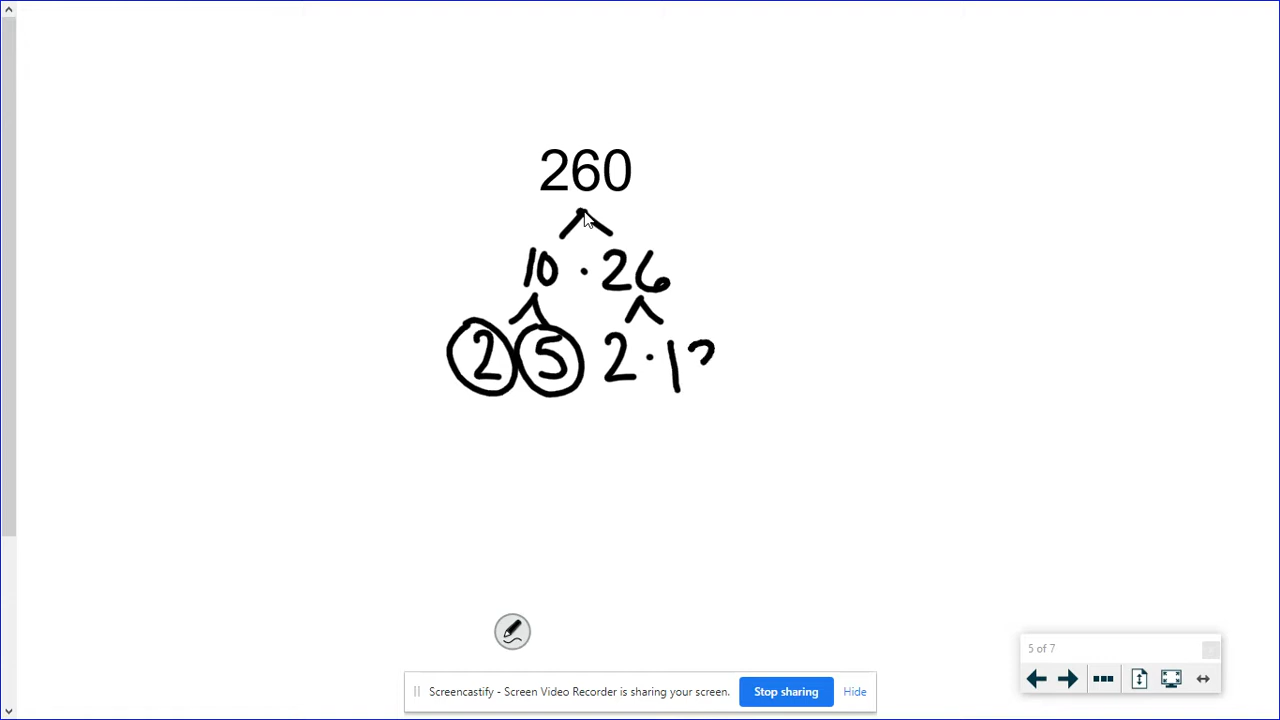 260
10 · 26
2 5 2 · 1
5 of 7
Screencastify - Screen Video Recorder is sharing your screen. Stop sharing Hide